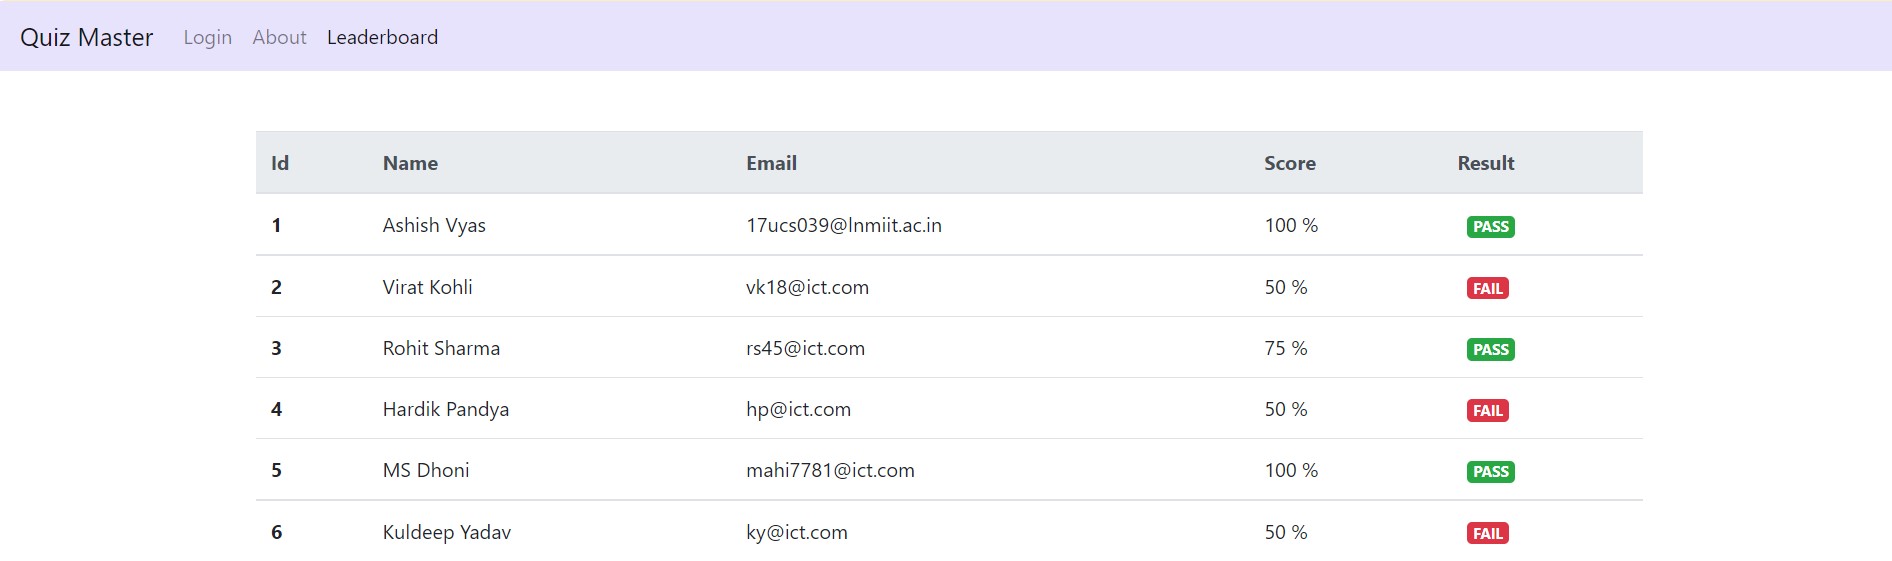 Quiz Master Login About Leaderboard
Id Name Email Score Result
1 Ashish Vyas 17ucs039@lnmiit.ac.in 100 % PASS
2 Virat Kohli vk18@ict.com 50 % FAIL
3 Rohit Sharma rs45@ict.com 75 % PASS
4 Hardik Pandya hp@ict.com 50 % FAIL
5 MS Dhoni mahi7781@ict.com 100 % PASS
6 Kuldeep Yadav ky@ict.com 50 % FAIL